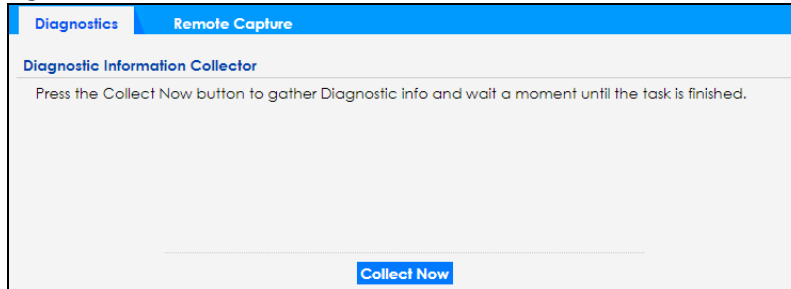 Diagnostics Remote Capture
Diagnostic Information Collector
Press the Collect Now button to gather Diagnostic info and wait a moment until the task is finished.
Collect Now